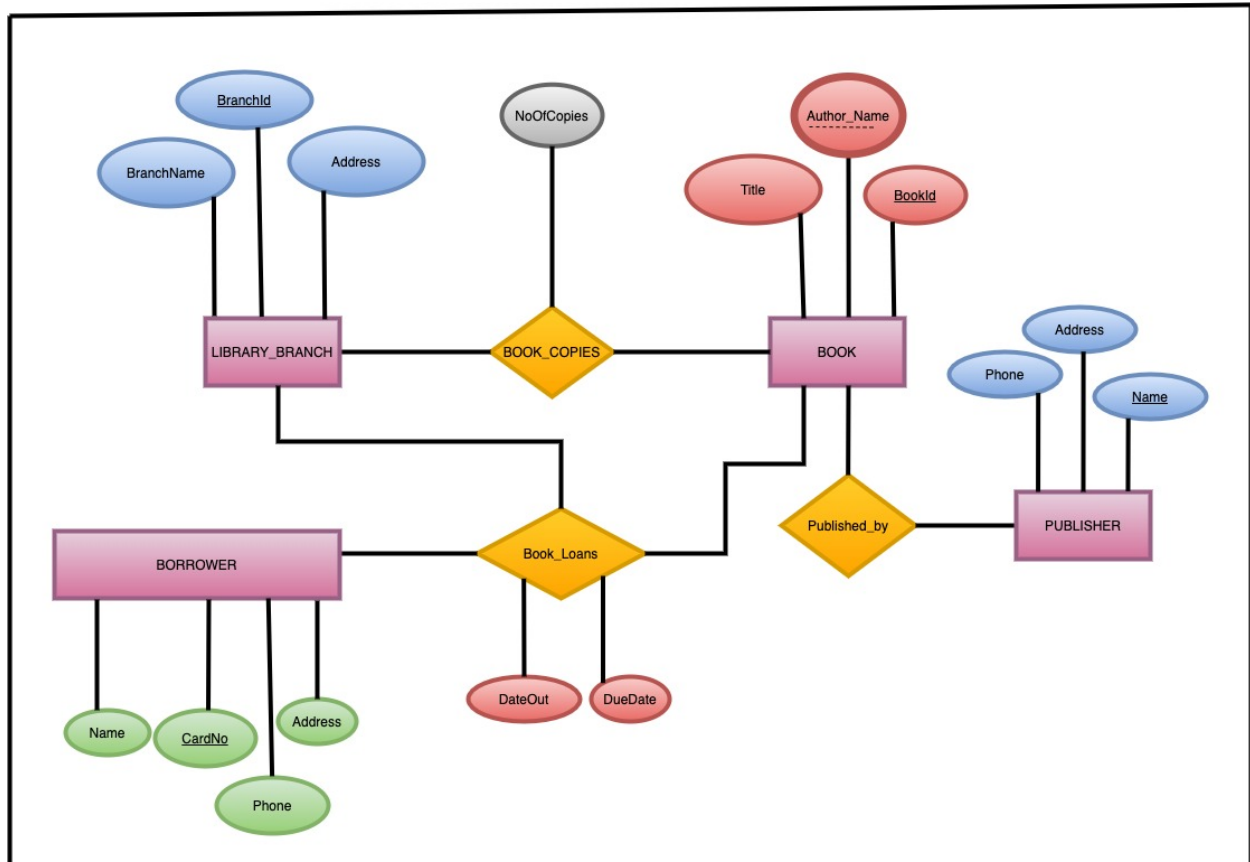 BranchId
NoOfCopies
Author_Name
BranchName
Address
Title
BookId
Address
LIBRARY_BRANCH
BOOK_COPIES
BOOK
Phone
Name
Published_by
PUBLISHER
BORROWER
Book_Loans
DateOut
DueDate
Name
CardNo
Address
Phone